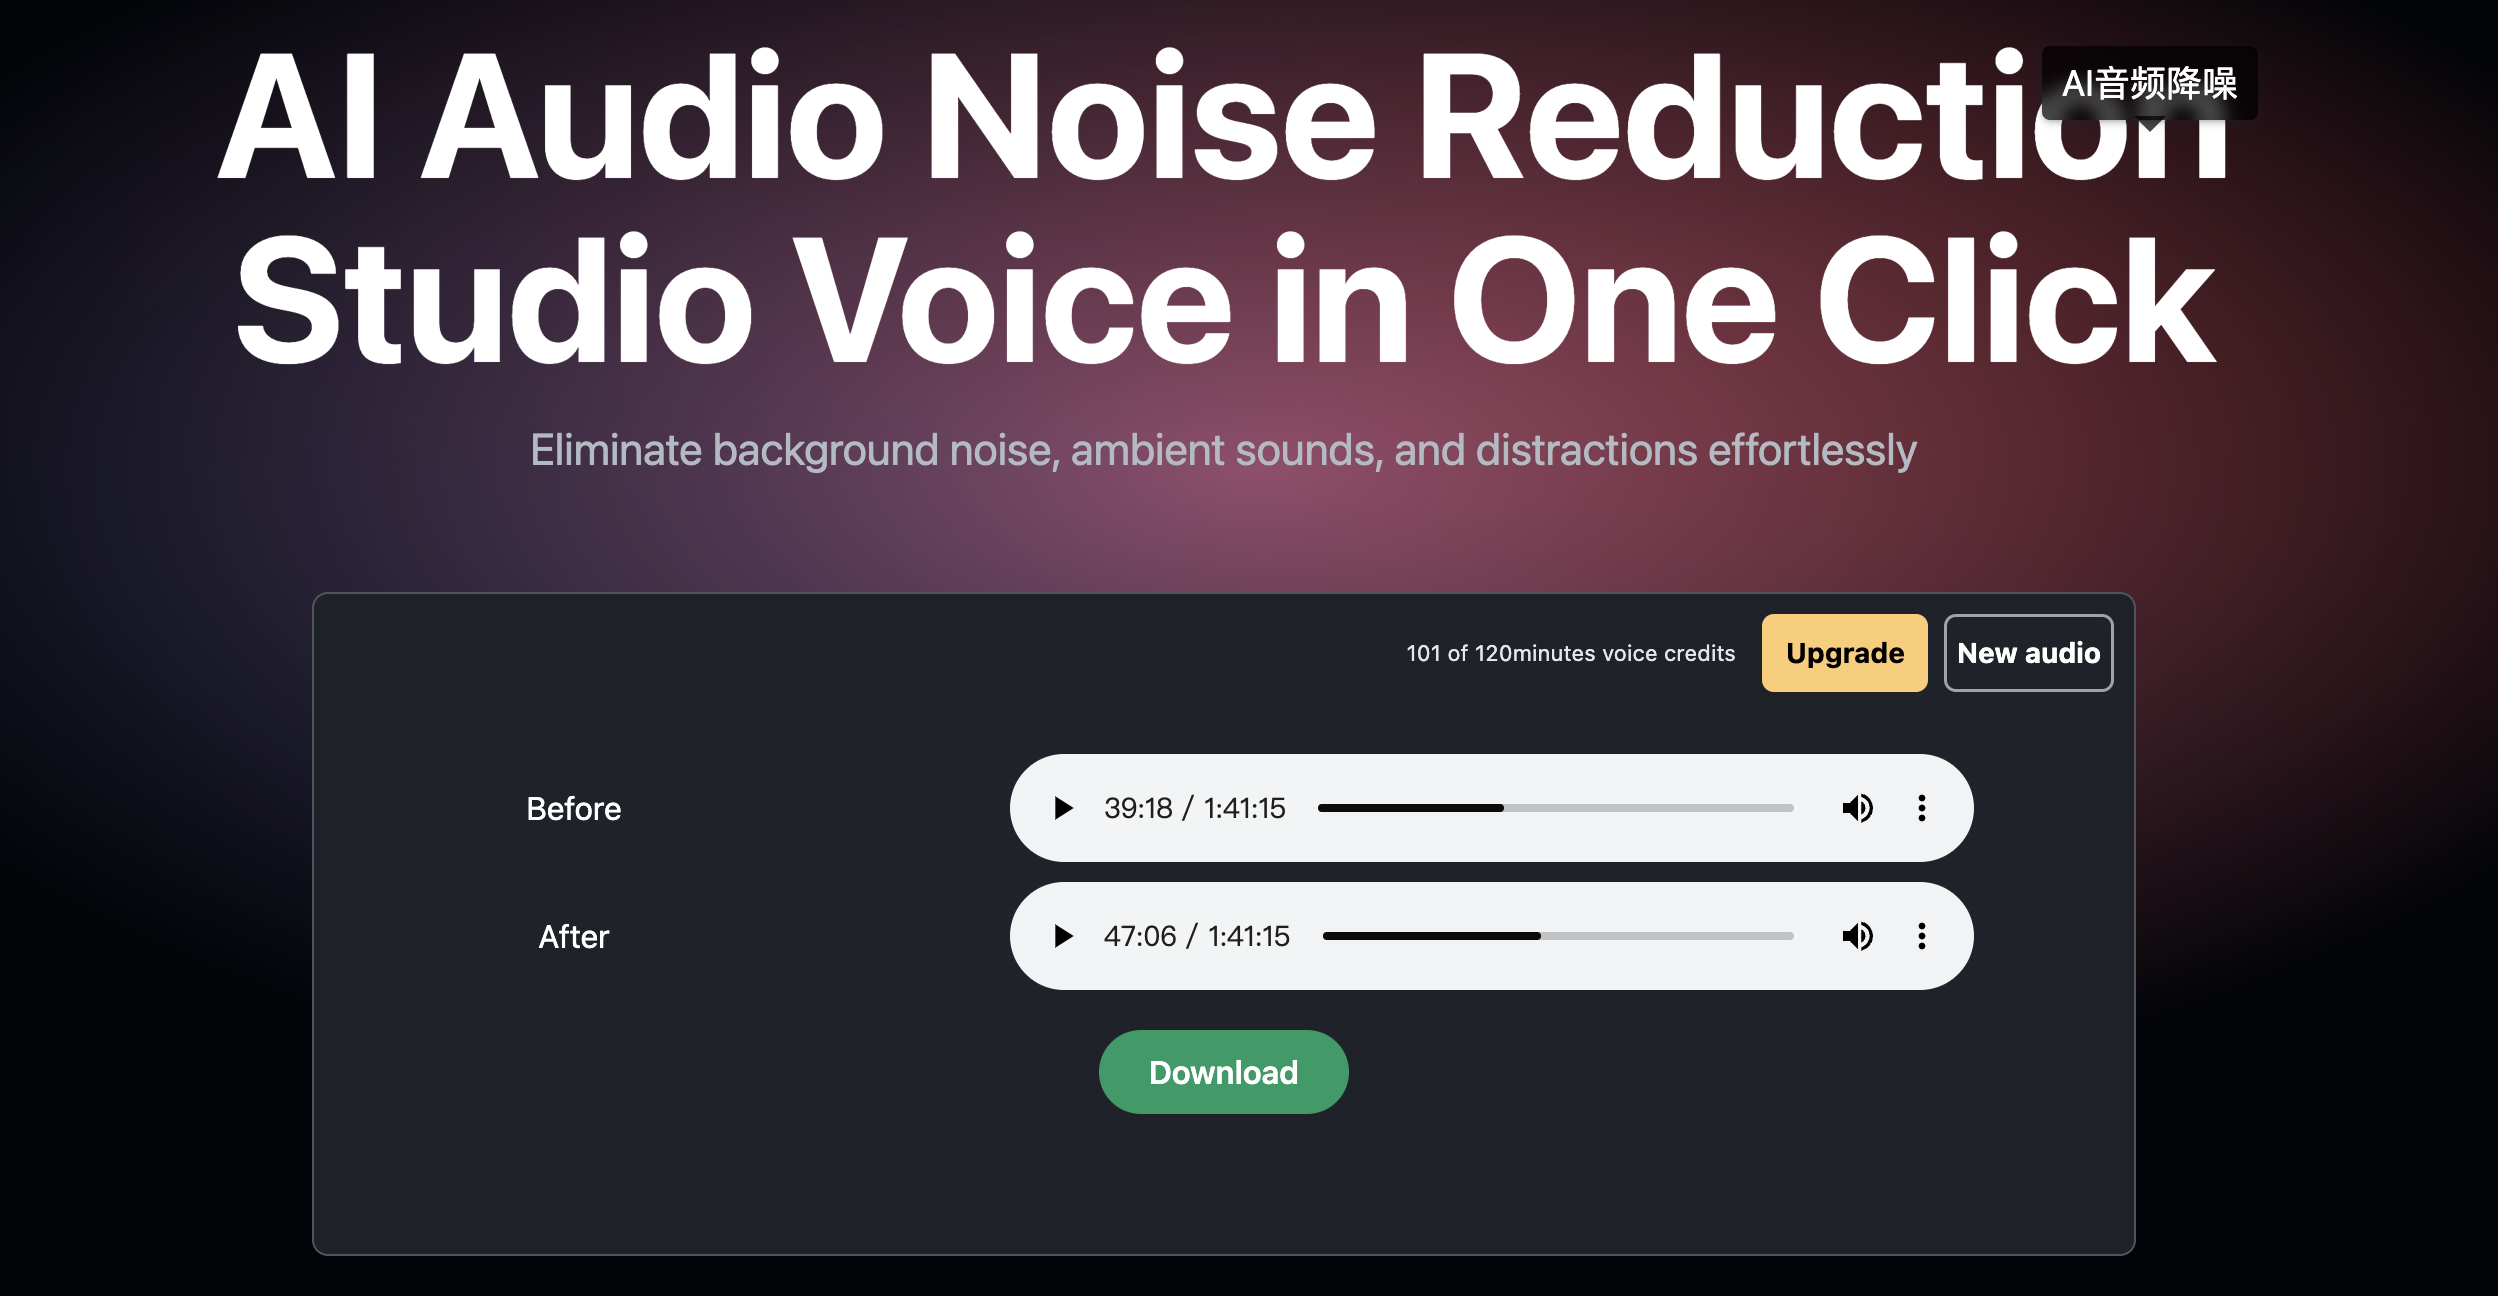 AI Audio Noise Reduction
AI音频降噪
Studio Voice in One Click
Eliminate background noise, ambient sounds, and distractions effortlessly
101 of 120minutes voice credits
Upgrade
New audio
Before
39:18 / 1:41:15
After
47:06 / 1:41:15
Download